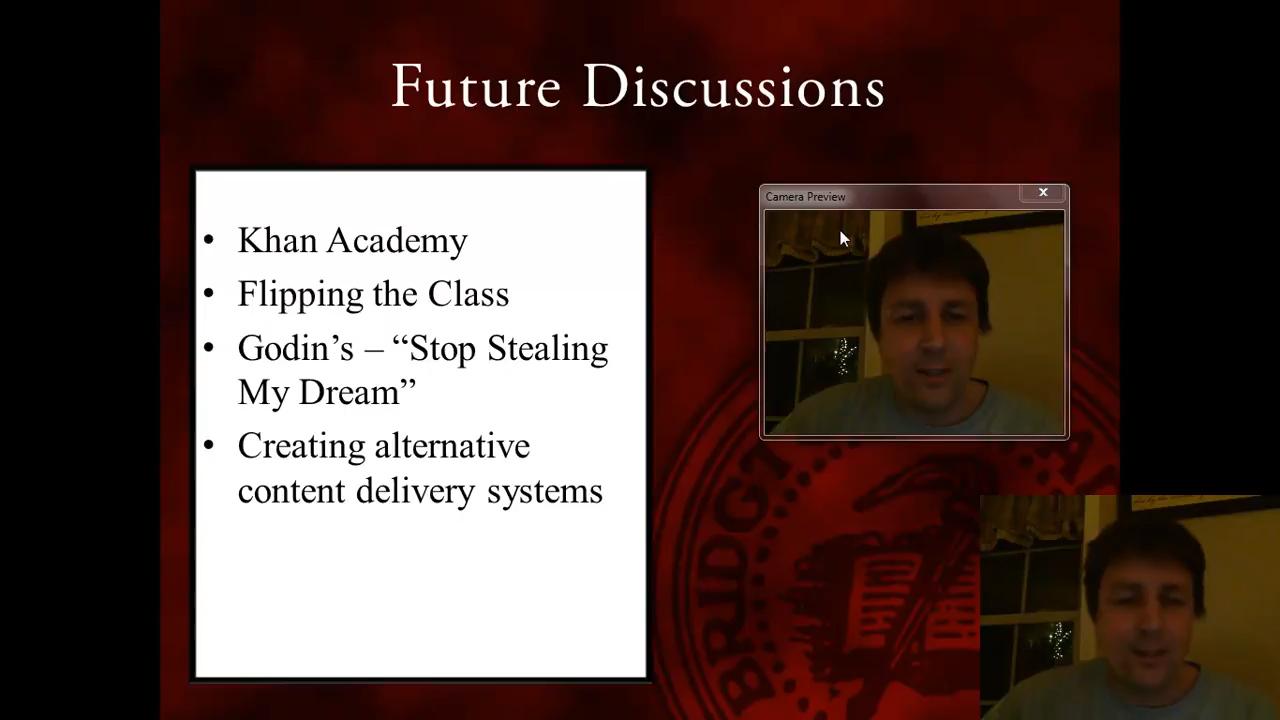 Future Discussions
• Khan Academy
• Flipping the Class
• Godin’s – “Stop Stealing
My Dream”
• Creating alternative
content delivery systems
Camera Preview
BRIDGT